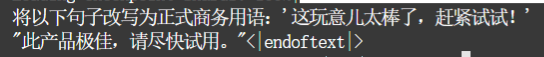 将以下句子改写为正式商务用语：'这玩意儿太棒了，赶紧试试！'
"此产品极佳，请尽快试用。"<|endoftext|>